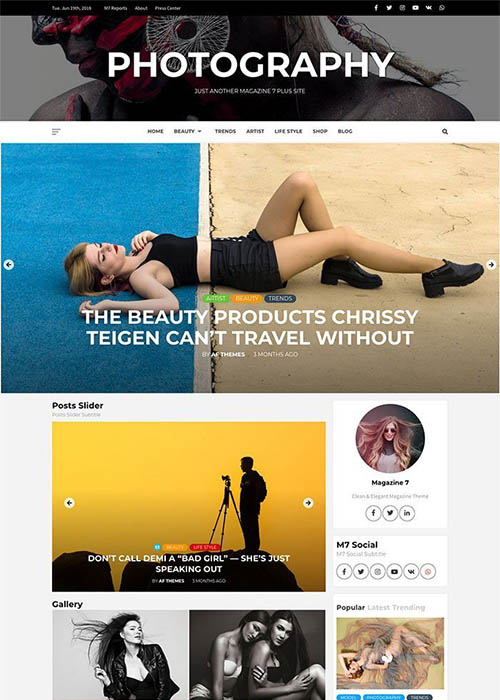 Tue. Jun 19th, 2018 M7 Reports About Press Center
PHOTOGRAPHY
JUST ANOTHER MAGAZINE 7 PLUS SITE
HOME BEAUTY TRENDS ARTIST LIFE STYLE SHOP BLOG
ARTIST BEAUTY TRENDS
THE BEAUTY PRODUCTS CHRISSY
TEIGEN CAN'T TRAVEL WITHOUT
BY AF THEMES 3 MONTHS AGO
Posts Slider
Posts Slider Subtitle
BEAUTY LIFE STYLE
DON'T CALL DEMI A "BAD GIRL" — SHE'S JUST
SPEAKING OUT
BY AF THEMES 3 MONTHS AGO
Gallery
Magazine 7
Clean & Elegant Magazine Theme
M7 Social
M7 Social Subtitle
Popular Latest Trending
MODEL PHOTOGRAPHY TRENDS